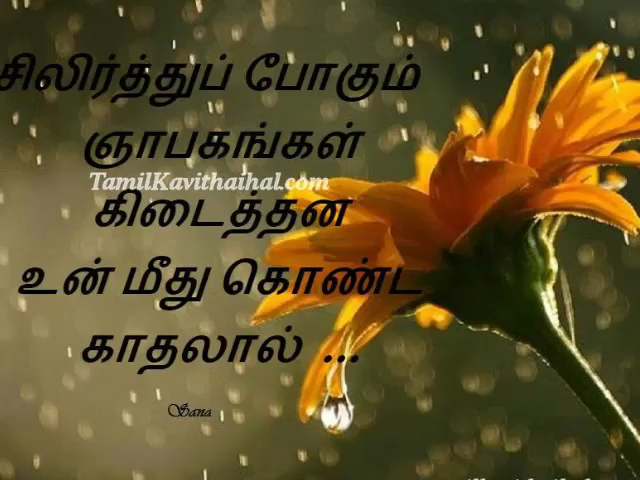 சிலிர்த்துப் போகும்
ஞாபகங்கள்
TamilKavithaihal.com
கிடைத்தன
உன் மீது கொண்ட
காதலால் ...
Sana